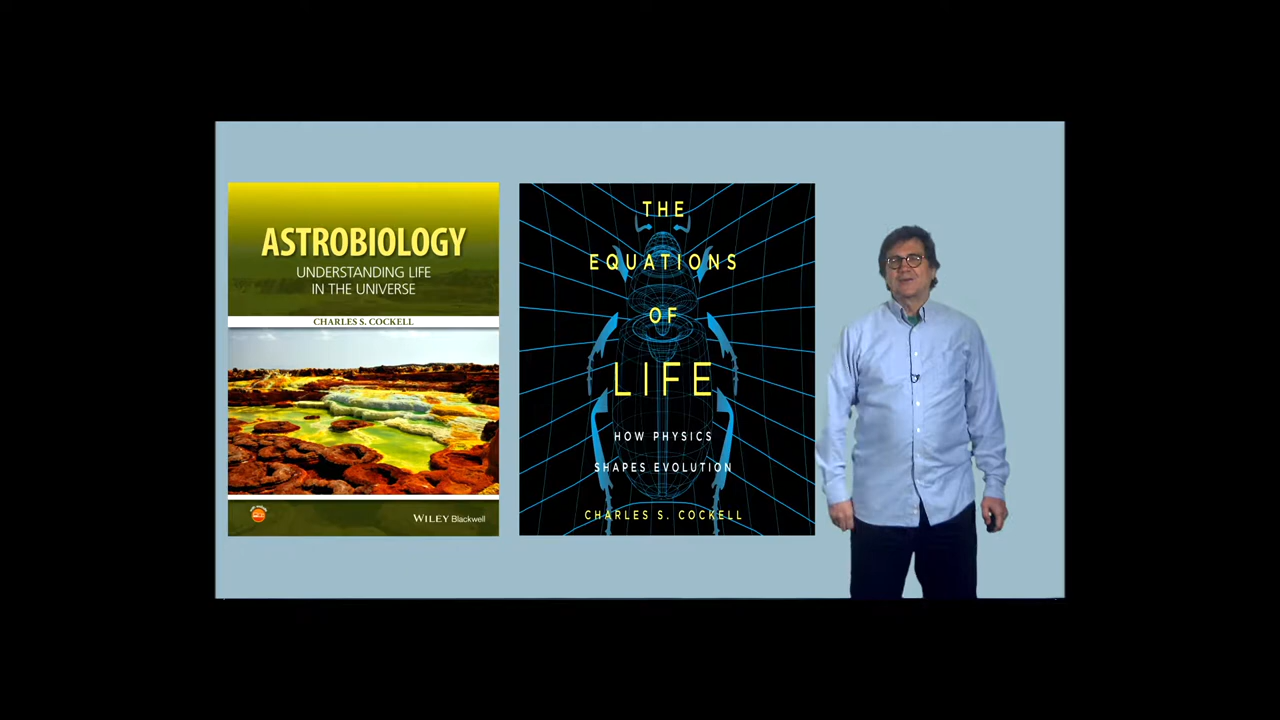 ASTROBIOLOGY
UNDERSTANDING LIFE
IN THE UNIVERSE
CHARLES S. COCKELL
WILEY Blackwell
THE
EQUATIONS
OF
LIFE
HOW PHYSICS
SHAPES EVOLUTION
CHARLES S. COCKELL